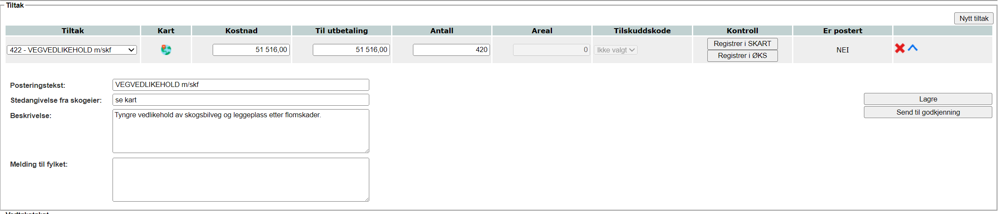 Tiltak
Nytt tiltak
Tiltak Kart Kostnad Til utbetaling Antall Areal Tilskuddskode Kontroll Er postert
422 - VEGVEDLIKEHOLD m/skf 51 516,00 51 516,00 420 0 Ikke valgt Registrer i SKART NEI
Registrer i ØKS
Posteringstekst: VEGVEDLIKEHOLD m/skf
Stedangivelse fra skogeier: se kart
Lagre
Beskrivelse: Tyngre vedlikehold av skogsbilveg og leggeplass etter flomskader.
Send til godkjenning
Melding til fylket: